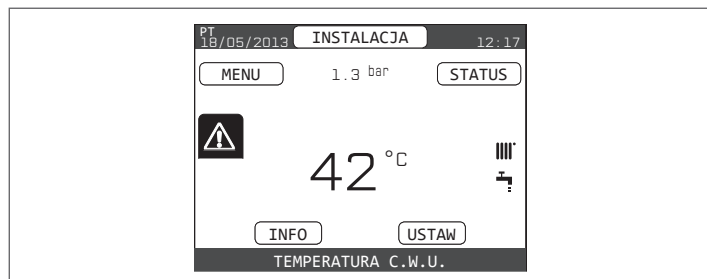 PT
18/05/2013 INSTALACJA 12:17
MENU 1.3 bar STATUS
42 °C
INFO USTAW
TEMPERATURA C.W.U.